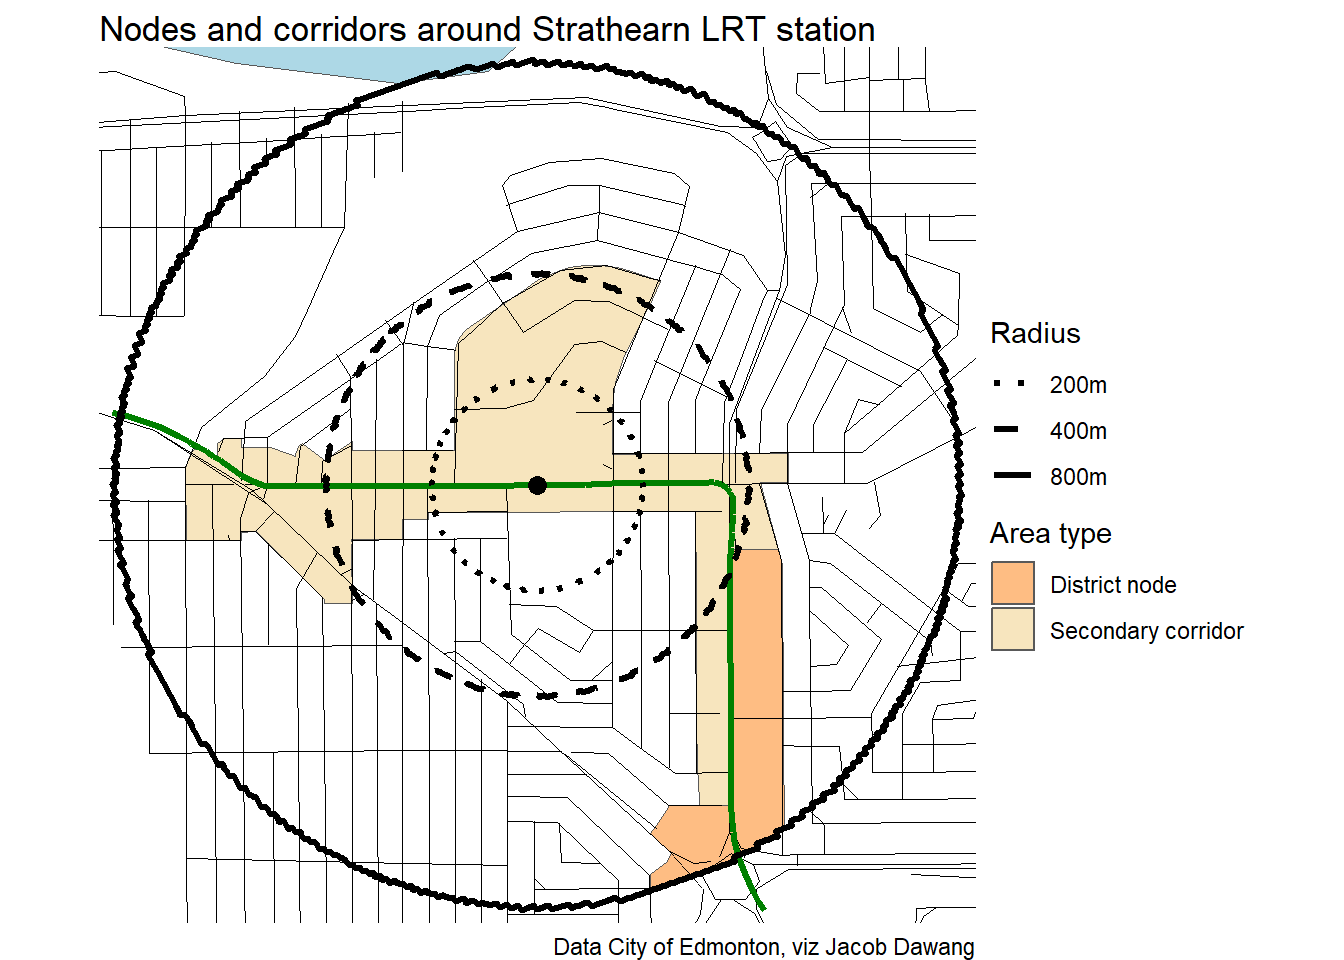 Nodes and corridors around Strathearn LRT station
Radius
200m
400m
800m
Area type
District node
Secondary corridor
Data City of Edmonton, viz Jacob Dawang